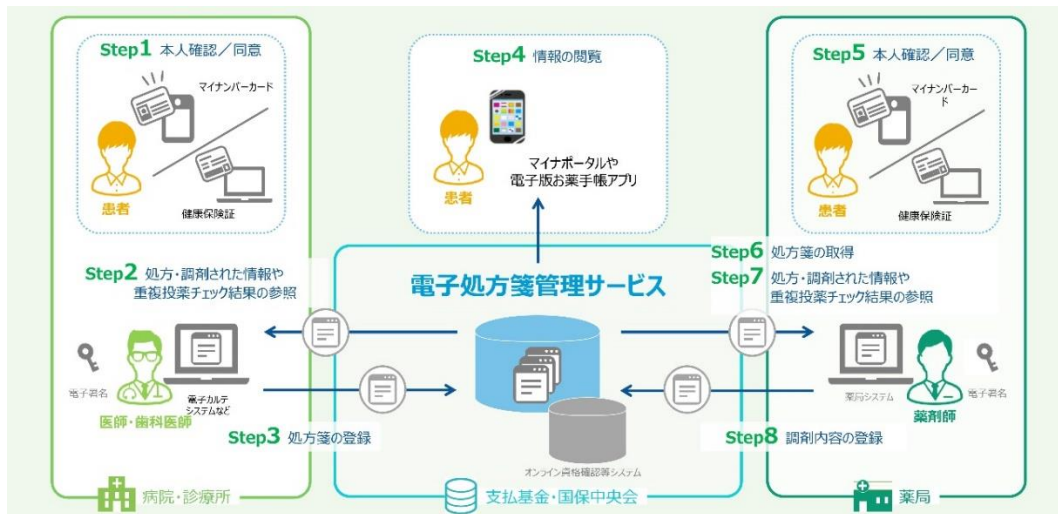 Step1 本人確認／同意
マイナンバーカード
患者
健康保険証
Step2 処方・調剤された情報や
重複投薬チェック結果の参照
電子署名
医師・歯科医師
電子カルテ
システムなど
Step3 処方箋の登録
病院・診療所
Step4 情報の閲覧
患者
マイナポータルや
電子版お薬手帳アプリ
電子処方箋管理サービス
オンライン資格確認等システム
支払基金・国保中央会
Step5 本人確認／同意
マイナンバーカー
ド
患者
健康保険証
Step6 処方箋の取得
Step7 処方・調剤された情報や
重複投薬チェック結果の参照
薬局システム
薬剤師
電子署名
Step8 調剤内容の登録
薬局